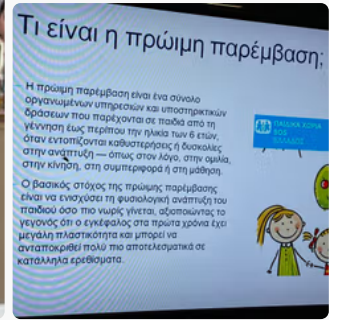 Τι είναι η πρώιμη παρέμβαση;
Η πρώιμη παρέμβαση είναι ένα σύνολο
οργανωμένων υπηρεσιών και υποστηρικτικών
δράσεων που παρέχονται σε παιδιά από τη
γέννηση έως περίπου την ηλικία των 6 ετών,
όταν εντοπίζονται καθυστερήσεις ή δυσκολίες
στην ανάπτυξη — όπως στον λόγο, στην ομιλία,
στην κίνηση, στη συμπεριφορά ή στη μάθηση.
Ο βασικός στόχος της πρώιμης παρέμβασης
είναι να ενισχύσει τη φυσιολογική ανάπτυξη του
παιδιού όσο πιο νωρίς γίνεται, αξιοποιώντας το
γεγονός ότι ο εγκέφαλος στα πρώτα χρόνια έχει
μεγάλη πλαστικότητα και μπορεί να
ανταποκριθεί πολύ πιο αποτελεσματικά σε
κατάλληλα ερεθίσματα.
ΠΑΙΔΙΚΑ ΧΩΡΙΑ
SOS
ΕΛΛΑΔΟΣ